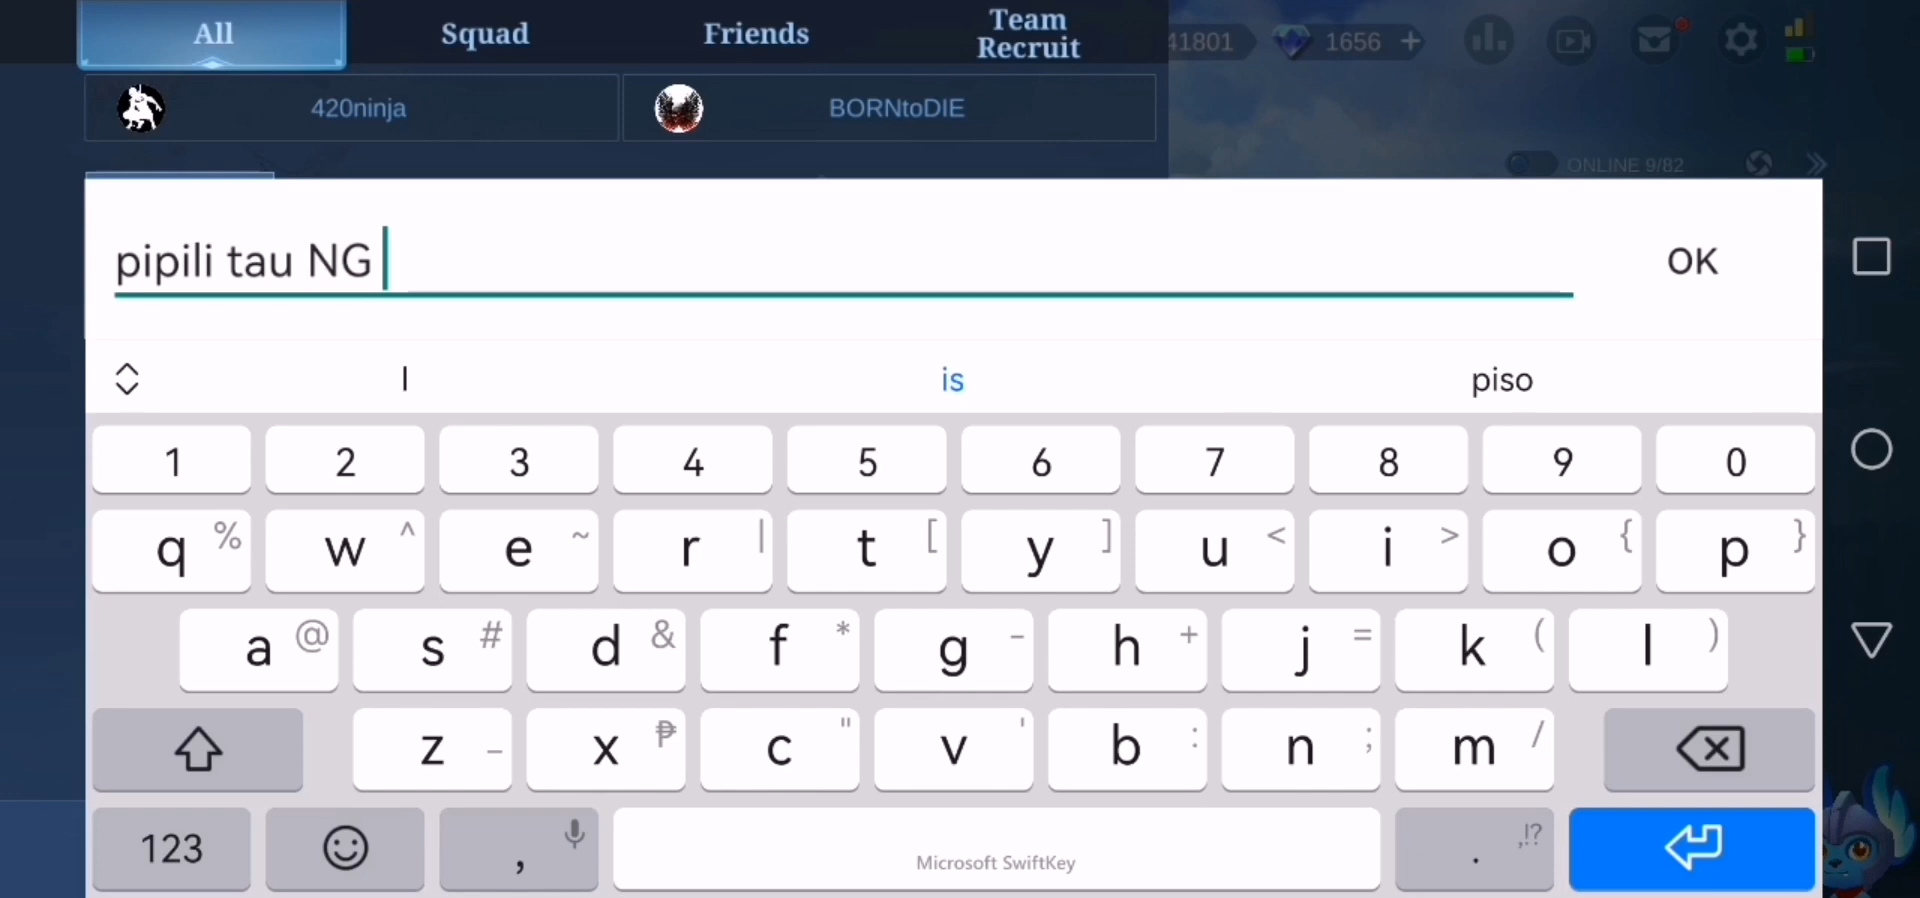 All
Squad
Friends
Team
Recruit
41801
1656 +
420ninja
BORNtoDIE
ONLINE 9/82
pipili tau NG
OK
I
is
piso
1 2 3 4 5 6 7 8 9 0
q % w ^ e ~ r | t [ y ] u < i > o { p }
a @ s # d & f * g - h + j = k ( l )
z _ x ₱ c " v ' b : n ; m /
123 , . ,!?
Microsoft SwiftKey